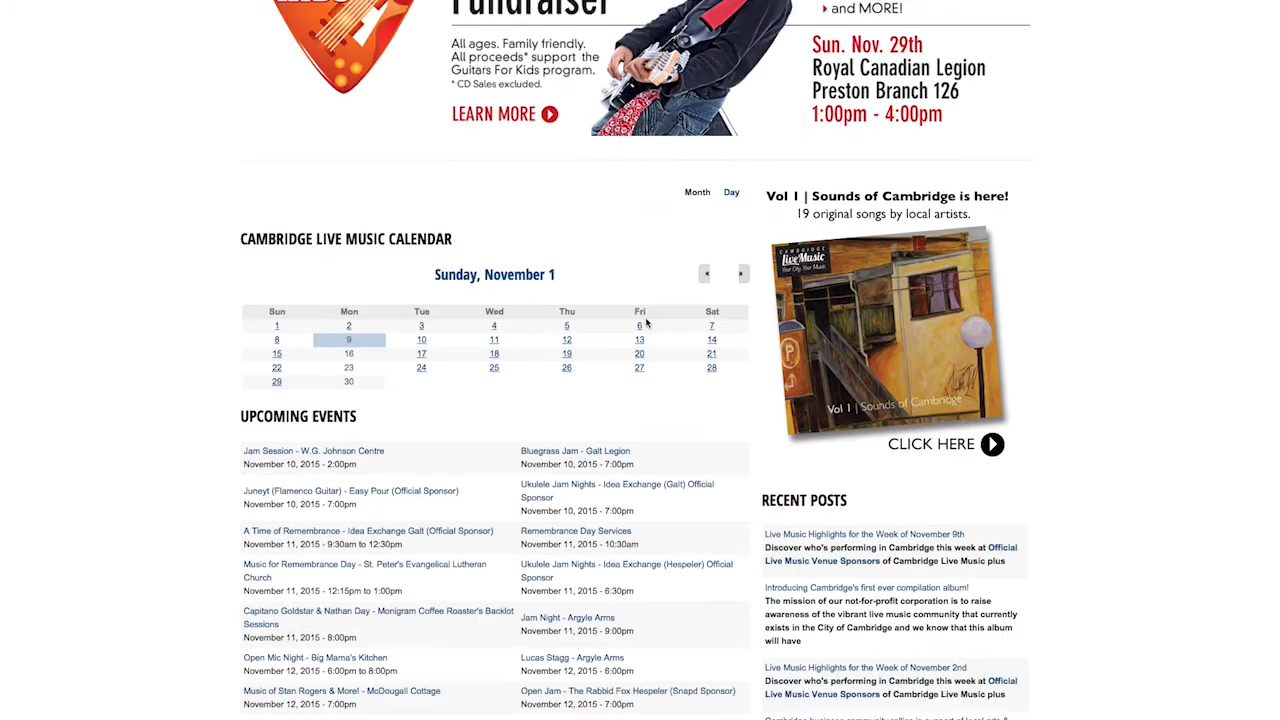 Fundraiser
All ages. Family friendly.
All proceeds* support the
Guitars For Kids program.
* CD Sales excluded.
LEARN MORE
and MORE!
Sun. Nov. 29th
Royal Canadian Legion
Preston Branch 126
1:00pm - 4:00pm
Month Day
CAMBRIDGE LIVE MUSIC CALENDAR
Sunday, November 1
« »
Sun Mon Tue Wed Thu Fri Sat
1 2 3 4 5 6 7
8 9 10 11 12 13 14
15 16 17 18 19 20 21
22 23 24 25 26 27 28
29 30
UPCOMING EVENTS
Jam Session - W.G. Johnson Centre
November 10, 2015 - 2:00pm
Bluegrass Jam - Galt Legion
November 10, 2015 - 7:00pm
Juneyt (Flamenco Guitar) - Easy Pour (Official Sponsor)
November 10, 2015 - 7:00pm
Ukulele Jam Nights - Idea Exchange (Galt) Official
Sponsor
November 10, 2015 - 7:00pm
A Time of Remembrance - Idea Exchange Galt (Official Sponsor)
November 11, 2015 - 9:30am to 12:30pm
Remembrance Day Services
November 11, 2015 - 10:30am
Music for Remembrance Day - St. Peter's Evangelical Lutheran
Church
November 11, 2015 - 12:15pm to 1:00pm
Ukulele Jam Nights - Idea Exchange (Hespeler) Official
Sponsor
November 11, 2015 - 6:30pm
Capitano Goldstar & Nathan Day - Monigram Coffee Roaster's Backlot
Sessions
November 11, 2015 - 8:00pm
Jam Night - Argyle Arms
November 11, 2015 - 9:00pm
Open Mic Night - Big Mama's Kitchen
November 12, 2015 - 6:00pm to 8:00pm
Lucas Stagg - Argyle Arms
November 12, 2015 - 6:00pm
Music of Stan Rogers & More! - McDougall Cottage
November 12, 2015 - 7:00pm
Open Jam - The Rabbid Fox Hespeler (Snapd Sponsor)
November 12, 2015 - 7:00pm
Vol 1 | Sounds of Cambridge is here!
19 original songs by local artists.
CAMBRIDGE
Live Music
Your City. Your Music.
P
Vol 1 | Sounds of Cambridge
CLICK HERE
RECENT POSTS
Live Music Highlights for the Week of November 9th
Discover who's performing in Cambridge this week at Official
Live Music Venue Sponsors of Cambridge Live Music plus
Introducing Cambridge's first ever compilation album!
The mission of our not-for-profit corporation is to raise
awareness of the vibrant live music community that currently
exists in the City of Cambridge and we know that this album
will have
Live Music Highlights for the Week of November 2nd
Discover who's performing in Cambridge this week at Official
Live Music Venue Sponsors of Cambridge Live Music plus